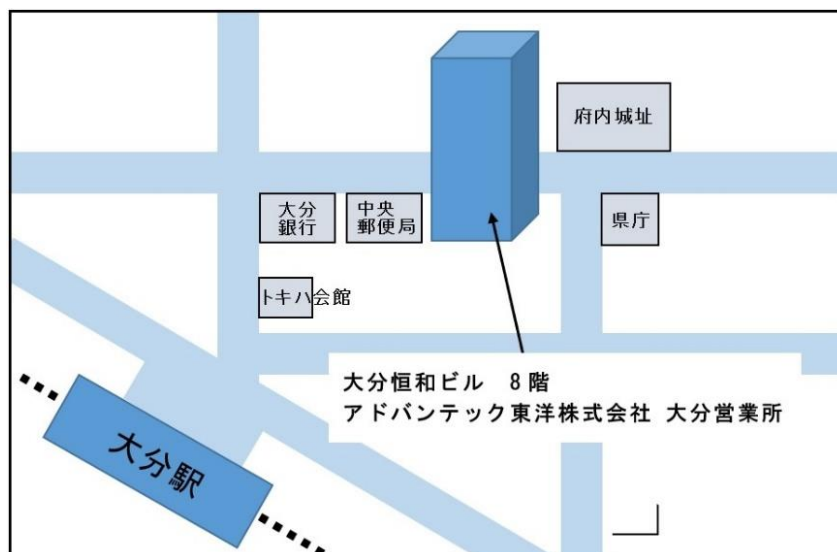 府内城址
大分
銀行
中央
郵便局
県庁
トキハ会館
大分恒和ビル　8階
アドバンテック東洋株式会社 大分営業所
大分駅